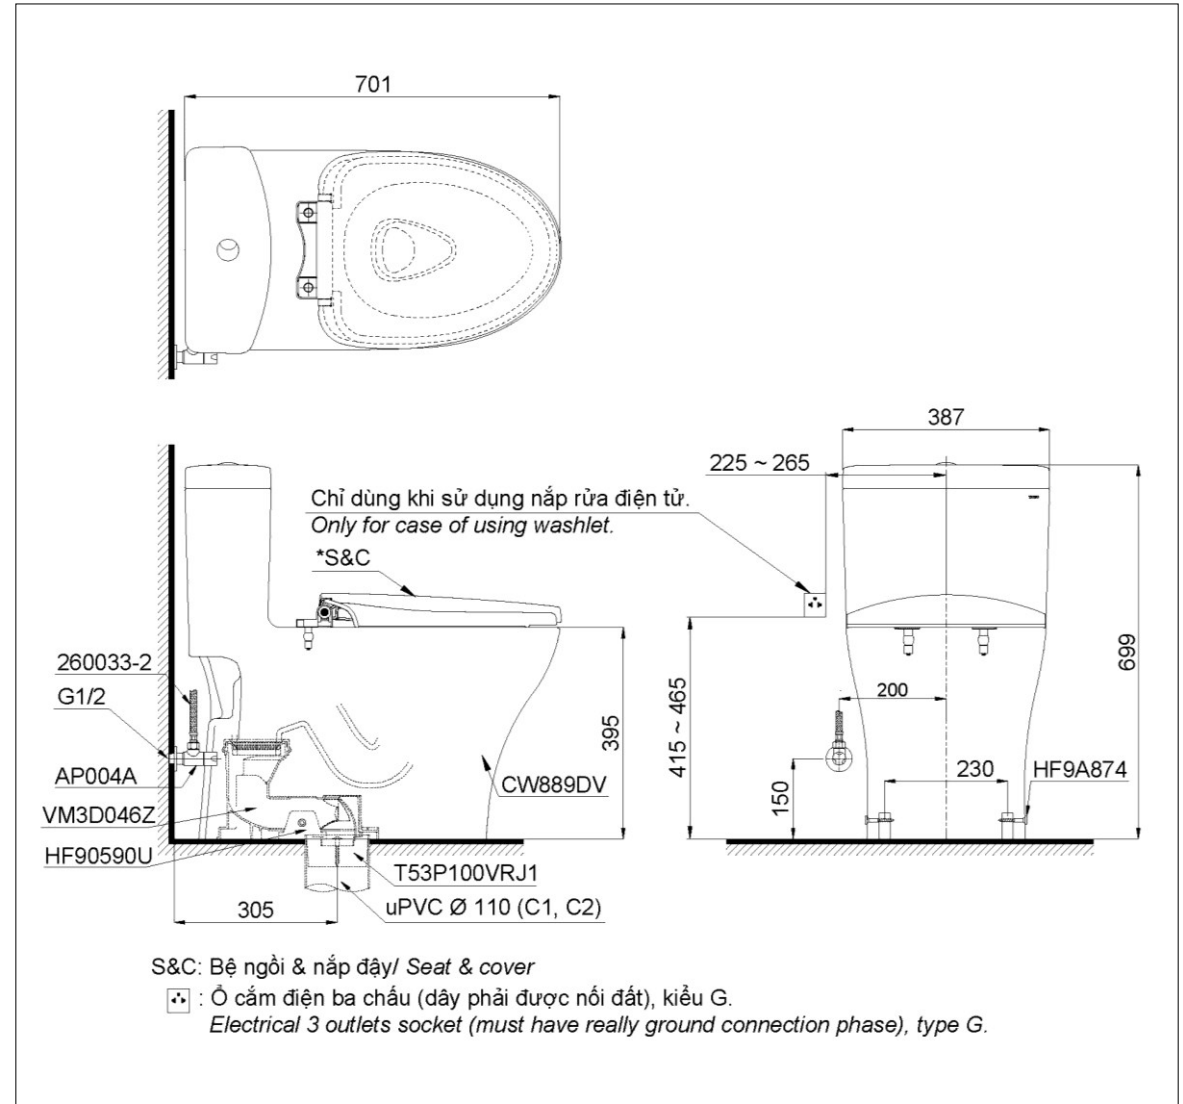 701
387
225 ~ 265
Chỉ dùng khi sử dụng nắp rửa điện tử.
Only for case of using washlet.
*S&C
260033-2
G1/2
AP004A
VM3D046Z
HF90590U
395
CW889DV
T53P100VRJ1
uPVC Ø 110 (C1, C2)
305
415 ~ 465
699
200
150
230
HF9A874
S&C: Bệ ngồi & nắp đậy/ Seat & cover
: Ổ cắm điện ba chấu (dây phải được nối đất), kiểu G.
Electrical 3 outlets socket (must have really ground connection phase), type G.